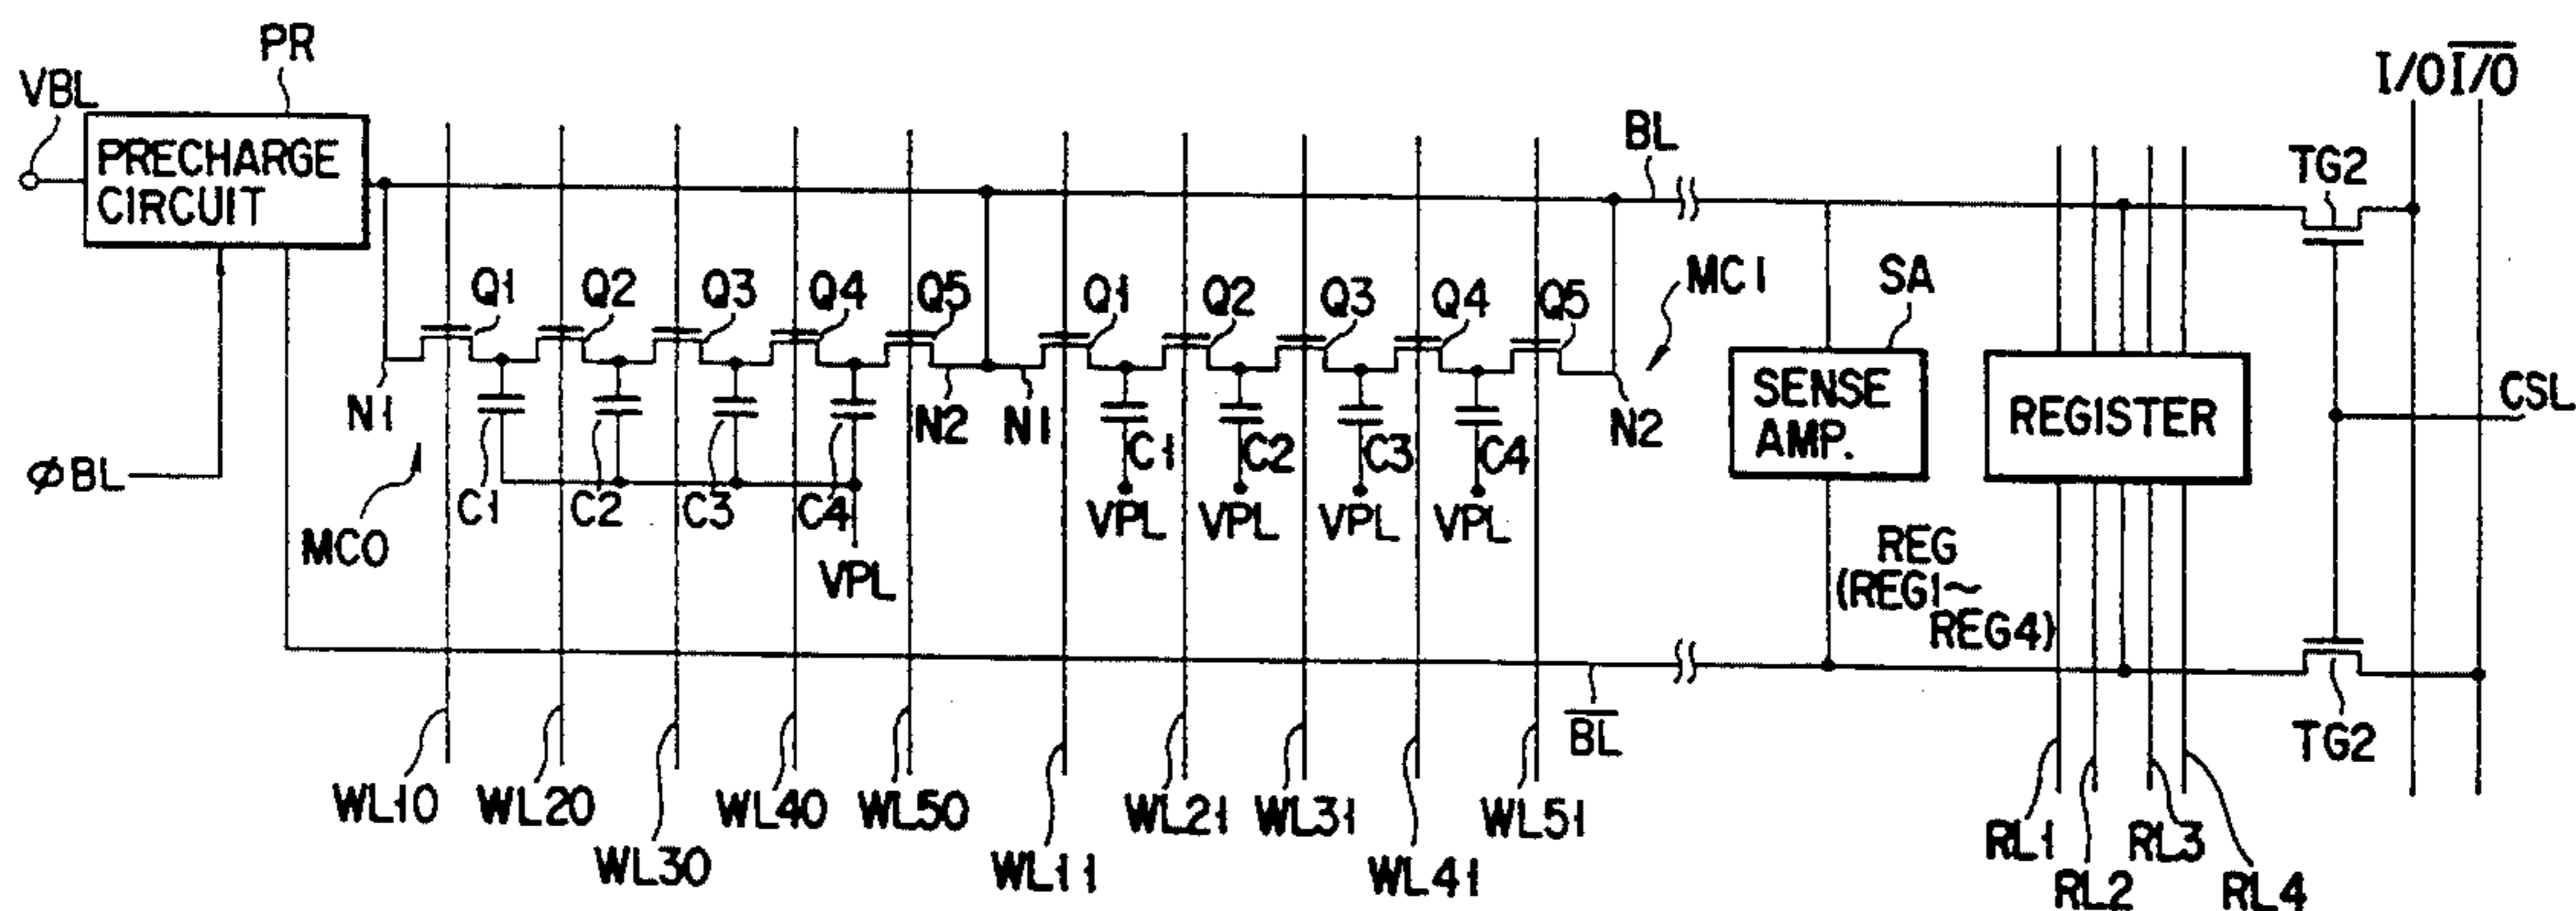 PR
I/O I̅/̅O̅
VBL
PRECHARGE
CIRCUIT
BL
TG2
Q1 Q2 Q3 Q4 Q5 Q1 Q2 Q3 Q4 Q5
MC1
SA
N1
N2 N1
N2
SENSE
AMP.
REGISTER
CSL
øBL
C1 C2 C3 C4
C1 C2 C3 C4
MC0
VPL
VPL VPL VPL VPL
REG
(REG1~
REG4)
B̅L̅
TG2
WL10 WL20 WL30 WL40 WL50 WL11 WL21 WL31 WL41 WL51
RL1 RL2 RL3 RL4